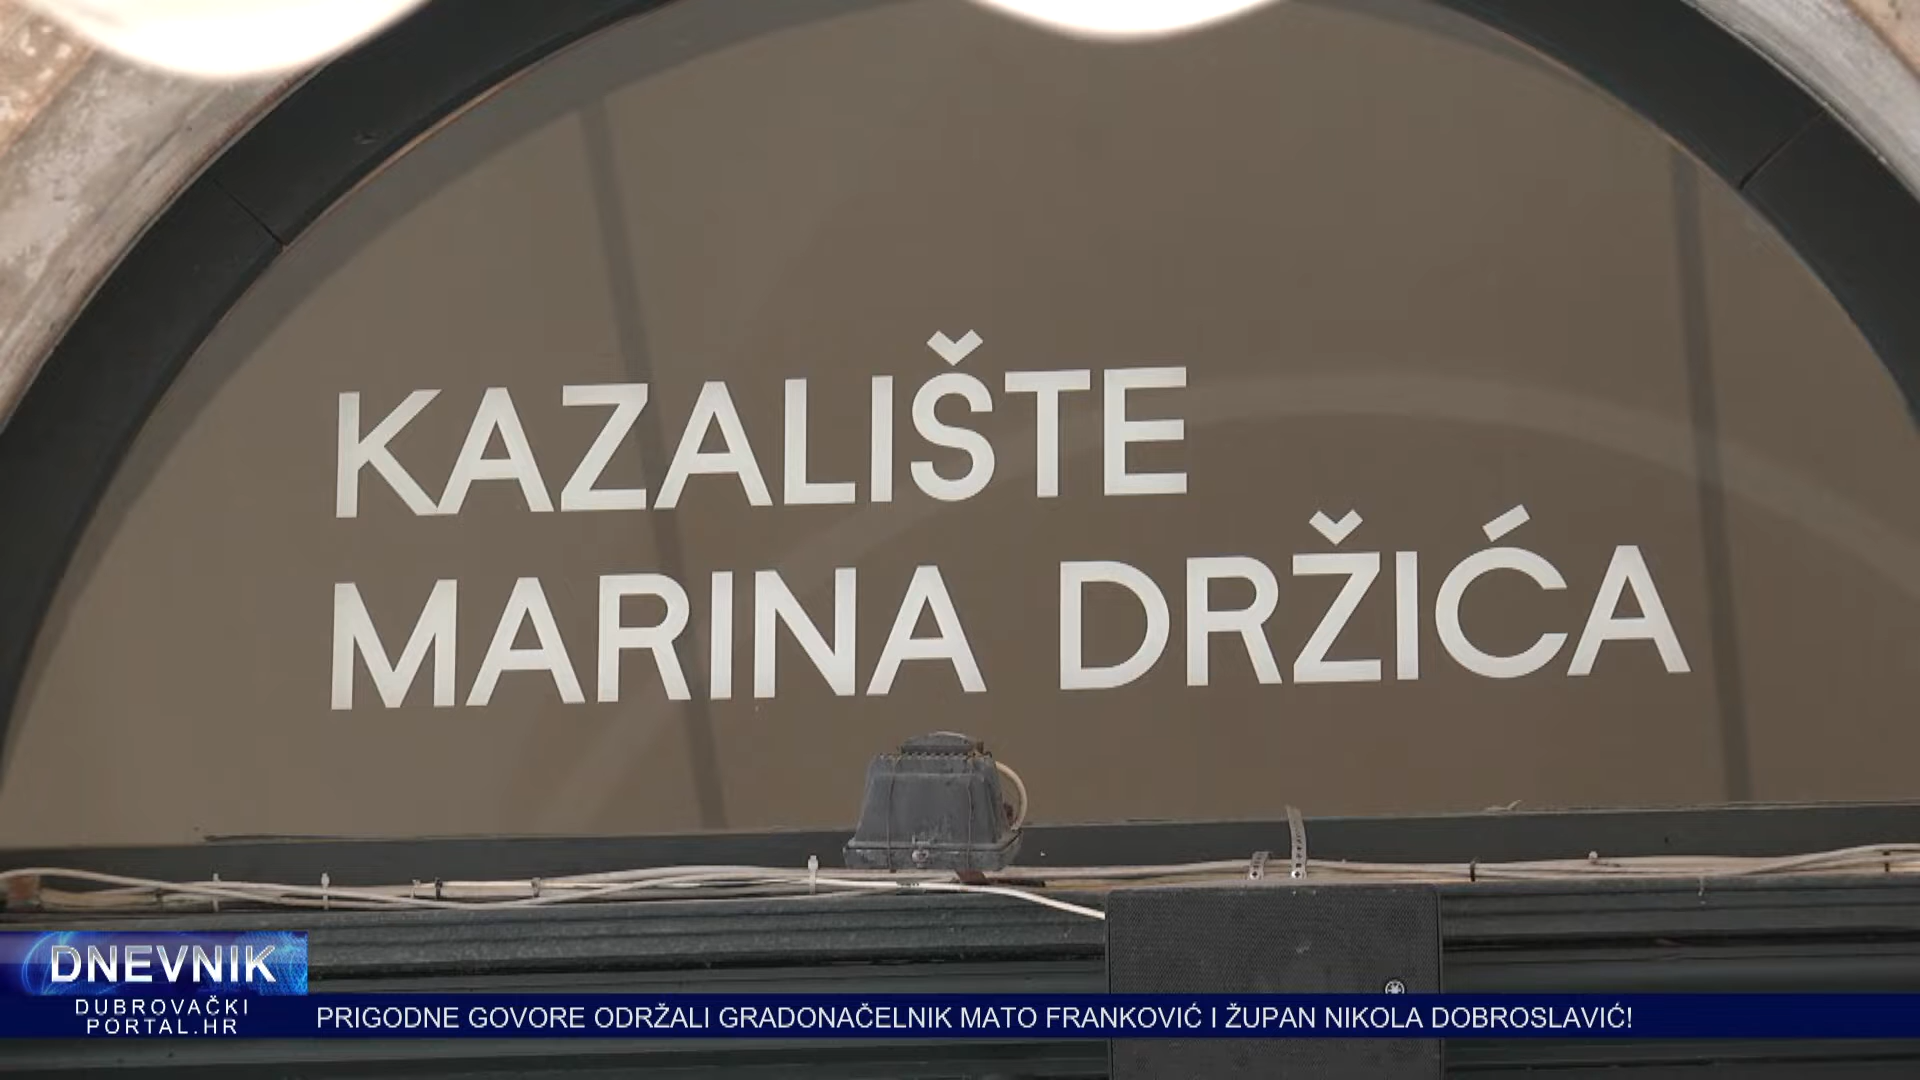 KAZALIŠTE
MARINA DRŽIĆA
DNEVNIK
DUBROVAČKI
PORTAL.HR
PRIGODNE GOVORE ODRŽALI GRADONAČELNIK MATO FRANKOVIĆ I ŽUPAN NIKOLA DOBROSLAVIĆ!